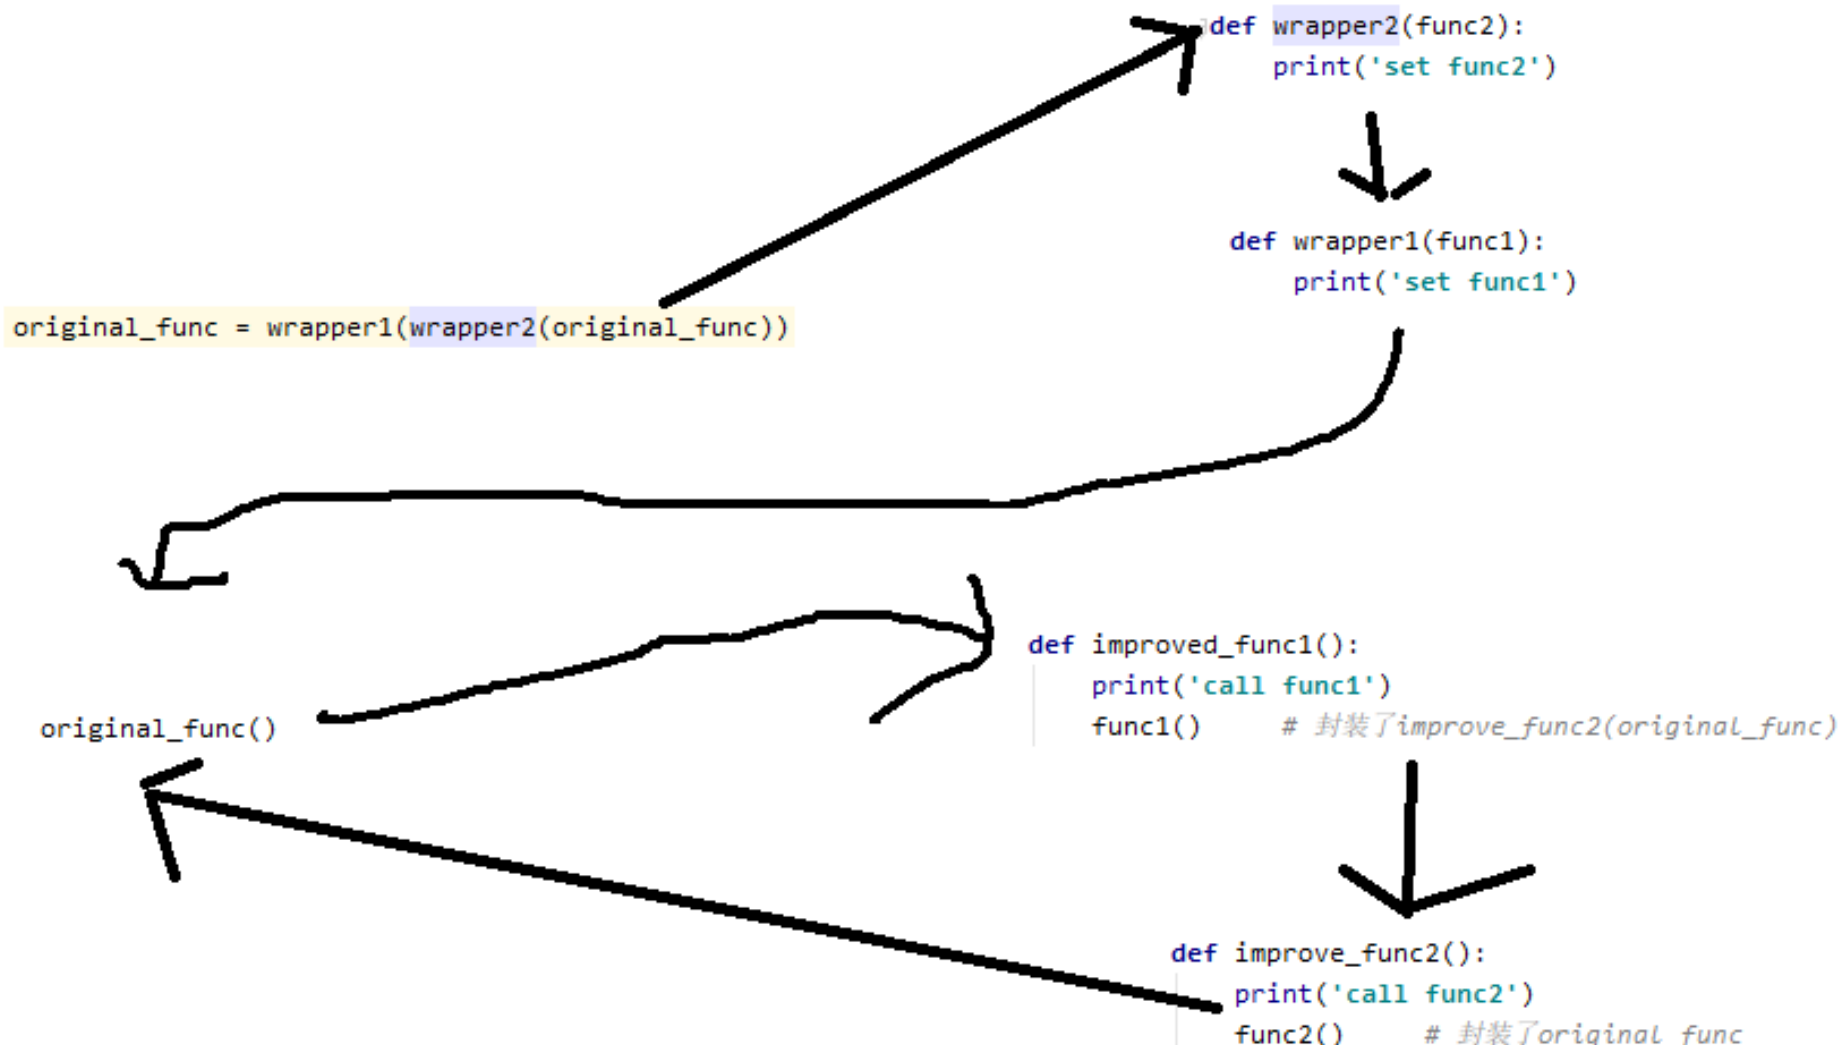 def wrapper2(func2):
print('set func2')
def wrapper1(func1):
print('set func1')
original_func = wrapper1(wrapper2(original_func))
def improved_func1():
print('call func1')
func1() # 封装了improve_func2(original_func)
original_func()
def improve_func2():
print('call func2')
func2() # 封装了original_func